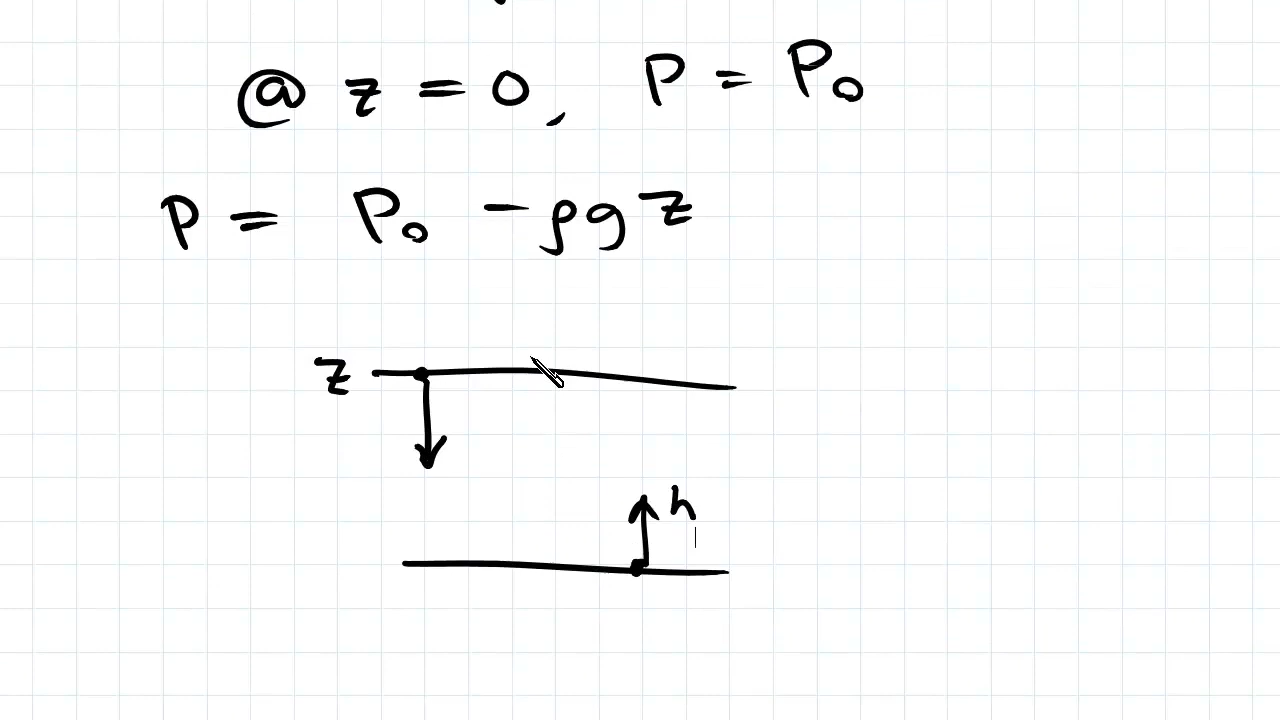 @ z = 0, P = P₀
P = P₀ - ρgz
z
h